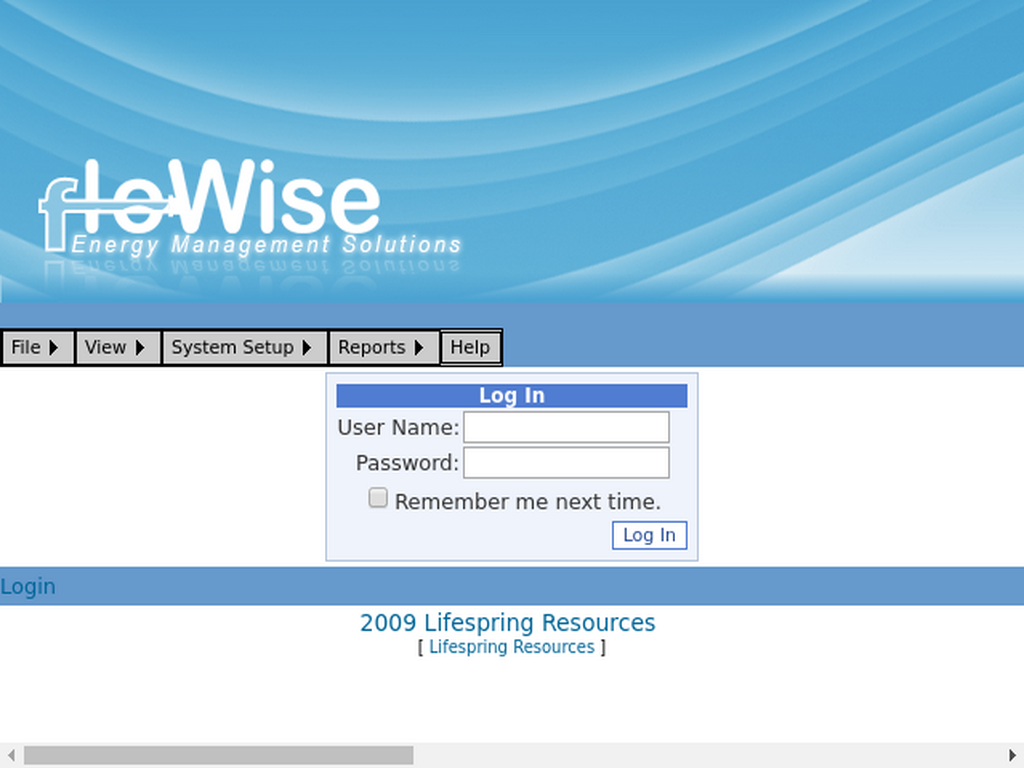 floWise
Energy Management Solutions
File View System Setup Reports Help
Log In
User Name:
Password:
Remember me next time.
Log In
Login
2009 Lifespring Resources
[ Lifespring Resources ]